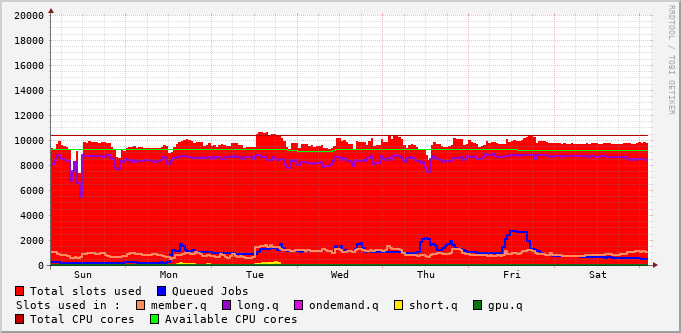 RRDTOOL / TOBI OETIKER
20000
18000
16000
14000
12000
10000
8000
6000
4000
2000
0
Sun Mon Tue Wed Thu Fri Sat
Total slots used Queued Jobs
Slots used in : member.q long.q ondemand.q short.q gpu.q
Total CPU cores Available CPU cores